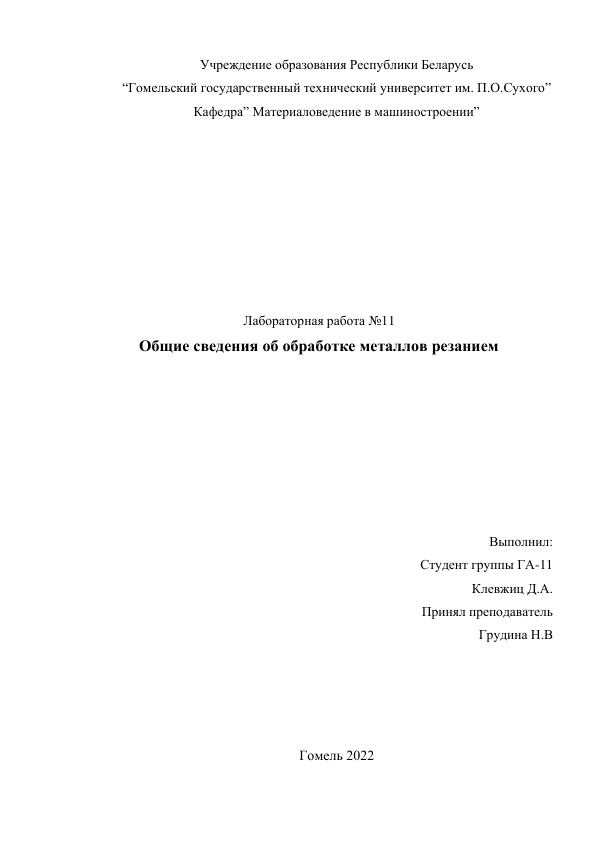 Учреждение образования Республики Беларусь
“Гомельский государственный технический университет им. П.О.Сухого”
Кафедра” Материаловедение в машиностроении”
Лабораторная работа №11
Общие сведения об обработке металлов резанием
Выполнил:
Студент группы ГА-11
Клевжиц Д.А.
Принял преподаватель
Грудина Н.В
Гомель 2022